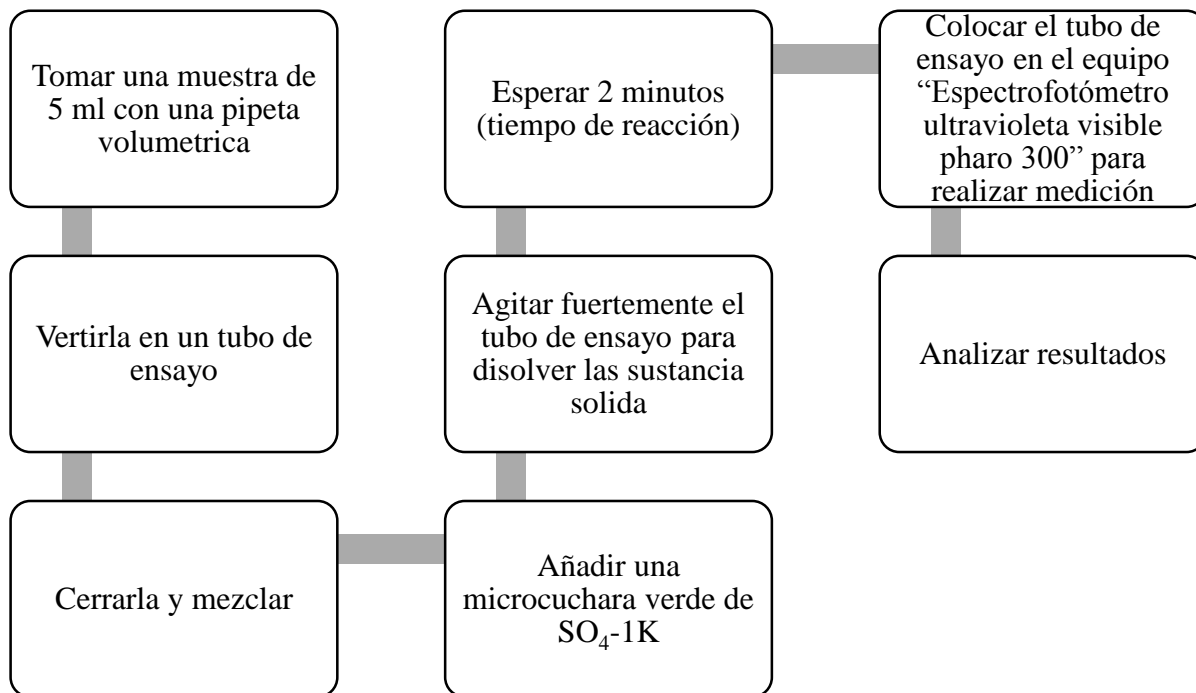 Tomar una muestra de
5 ml con una pipeta
volumetrica
Vertirla en un tubo de
ensayo
Cerrarla y mezclar
Añadir una
microcuchara verde de
SO₄-1K
Agitar fuertemente el
tubo de ensayo para
disolver las sustancia
solida
Esperar 2 minutos
(tiempo de reacción)
Colocar el tubo de
ensayo en el equipo
“Espectrofotómetro
ultravioleta visible
pharo 300” para
realizar medición
Analizar resultados